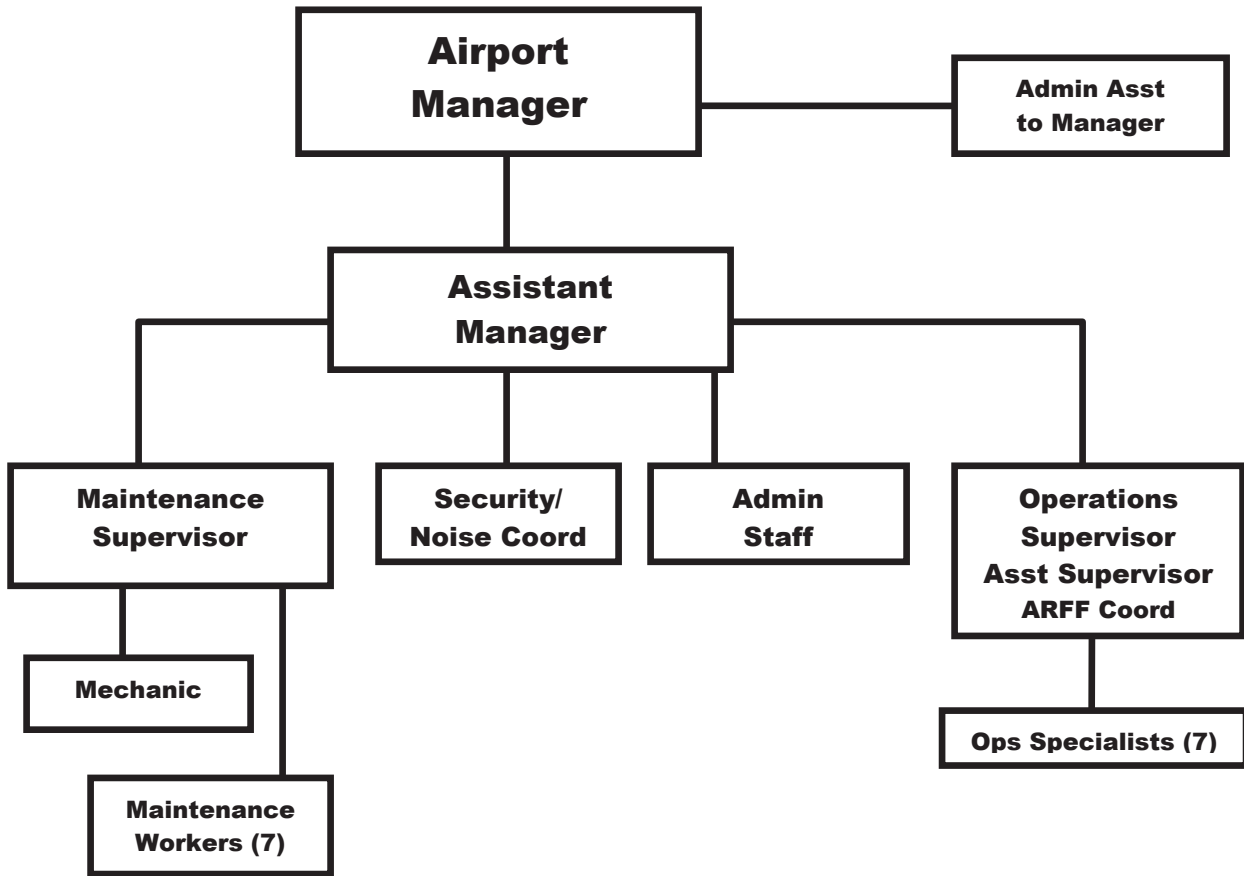 Airport
Manager
Admin Asst
to Manager
Assistant
Manager
Maintenance
Supervisor
Security/
Noise Coord
Admin
Staff
Operations
Supervisor
Asst Supervisor
ARFF Coord
Mechanic
Ops Specialists (7)
Maintenance
Workers (7)